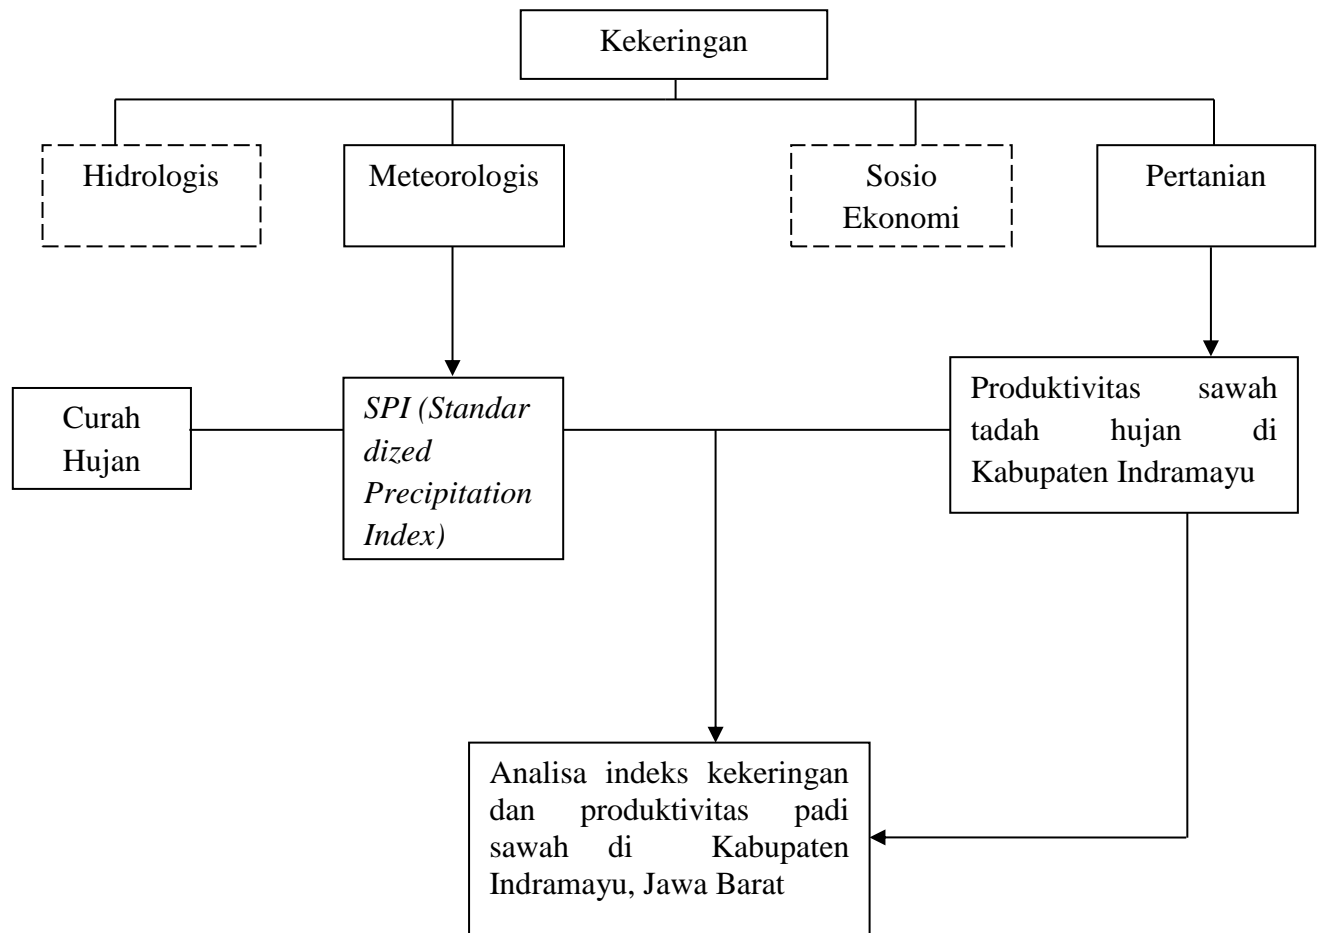 Kekeringan
Hidrologis
Meteorologis
Sosio
Ekonomi
Pertanian
Curah
Hujan
SPI (Standar
dized
Precipitation
Index)
Produktivitas sawah
tadah hujan di
Kabupaten Indramayu
Analisa indeks kekeringan
dan produktivitas padi
sawah di Kabupaten
Indramayu, Jawa Barat